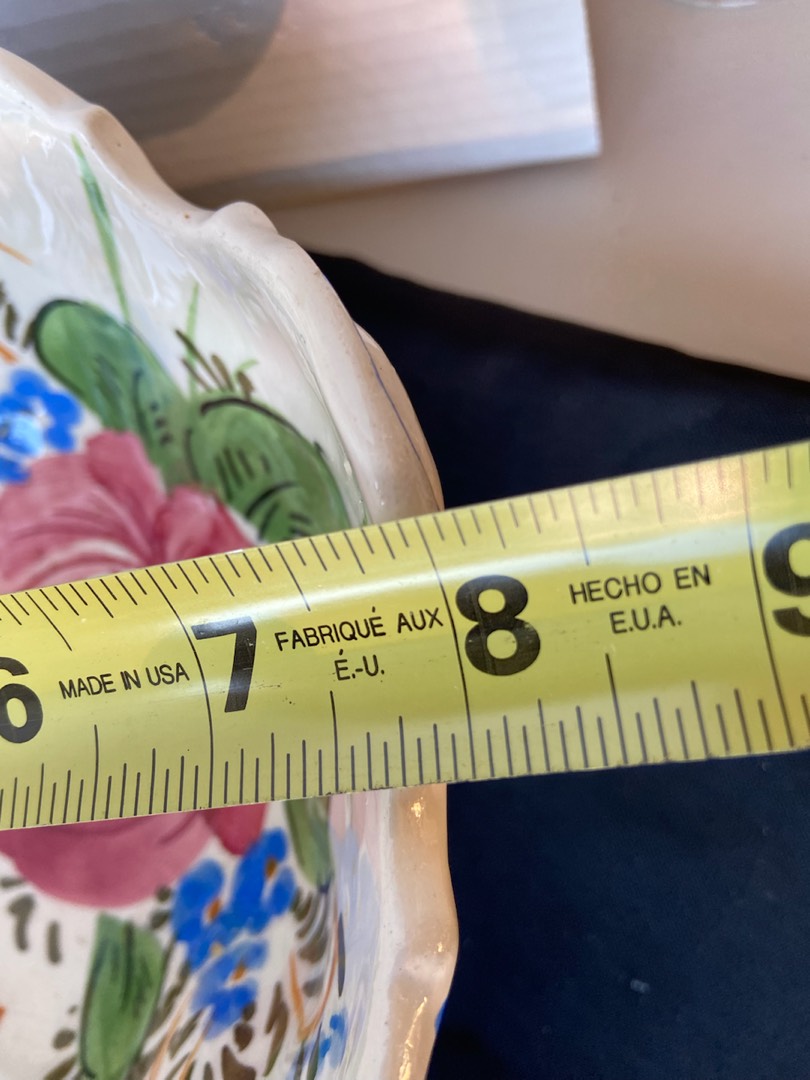 6 MADE IN USA 7 FABRIQUÉ AUX 8 HECHO EN 9
É.-U. E.U.A.